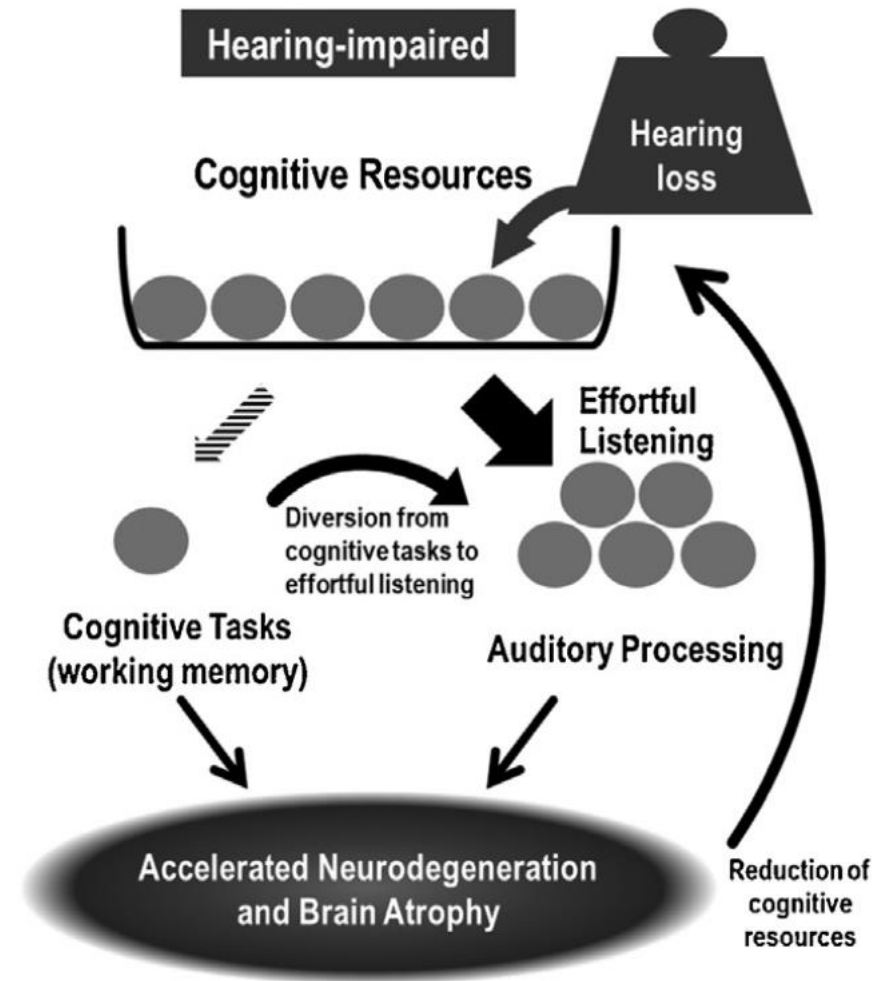 Hearing-impaired
Hearing
loss
Cognitive Resources
Effortful
Listening
Diversion from
cognitive tasks to
effortful listening
Cognitive Tasks
(working memory)
Auditory Processing
Accelerated Neurodegeneration
and Brain Atrophy
Reduction of
cognitive
resources